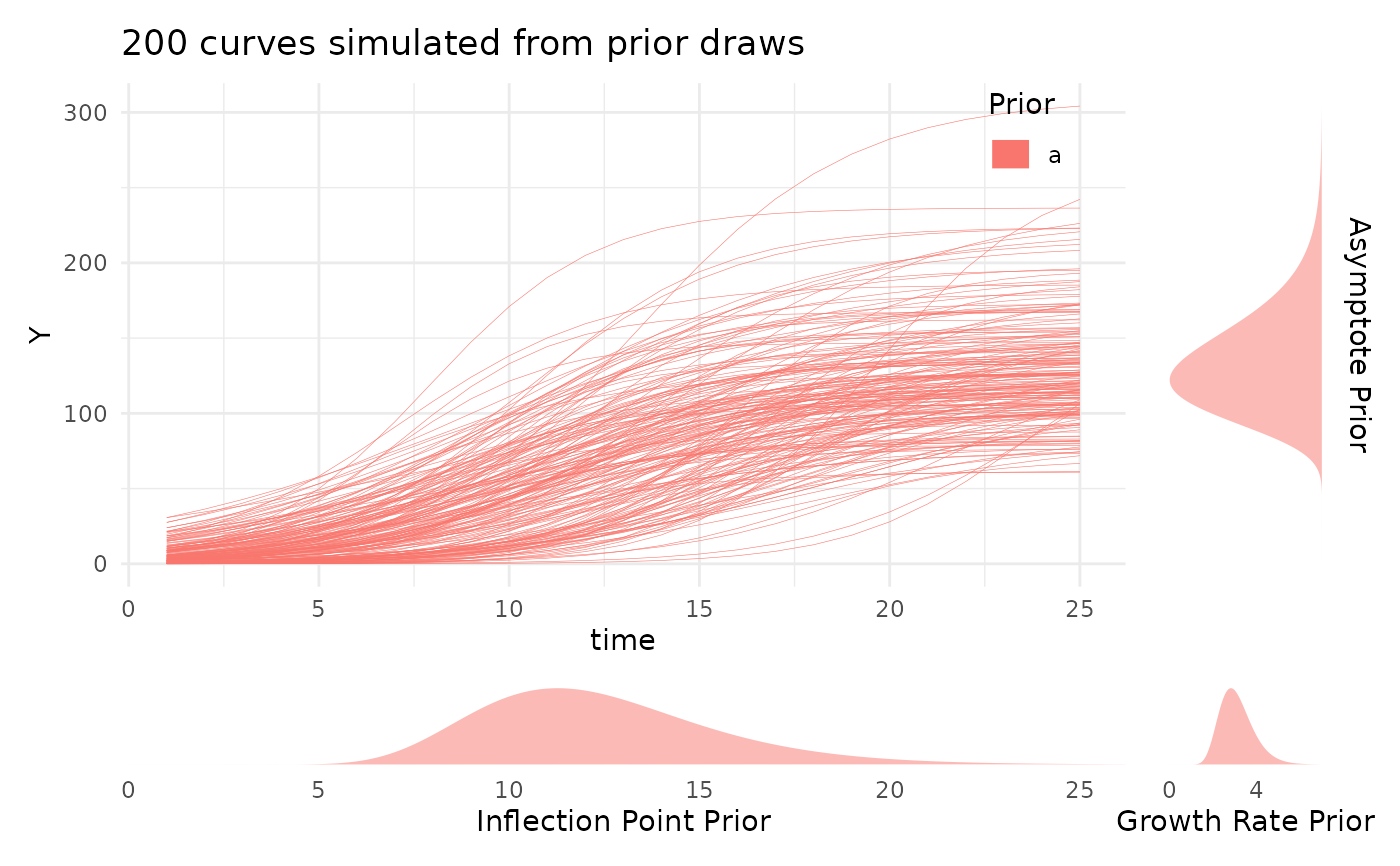 200 curves simulated from prior draws
Prior
a
Y
300
200
100
0
0 5 10 15 20 25
time
Asymptote Prior
0 5 10 15 20 25
Inflection Point Prior
0 4
Growth Rate Prior